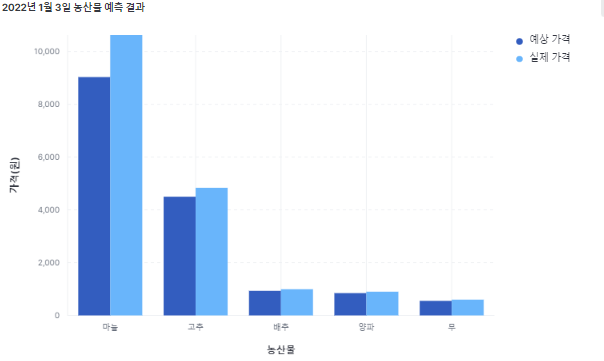 2022년 1월 3일 농산물 예측 결과
예상 가격
실제 가격
10,000
8,000
6,000
4,000
2,000
0
가격(원)
마늘
고추
배추
양파
무
농산물